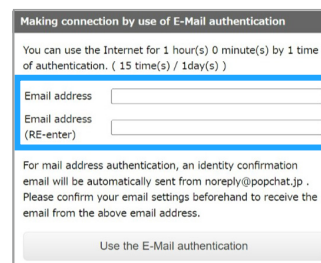 Making connection by use of E-Mail authentication
You can use the Internet for 1 hour(s) 0 minute(s) by 1 time
of authentication. ( 15 time(s) / 1day(s) )
Email address
Email address
(RE-enter)
For mail address authentication, an identity confirmation
email will be automatically sent from noreply@popchat.jp .
Please confirm your email settings beforehand to receive the
email from the above email address.
Use the E-Mail authentication